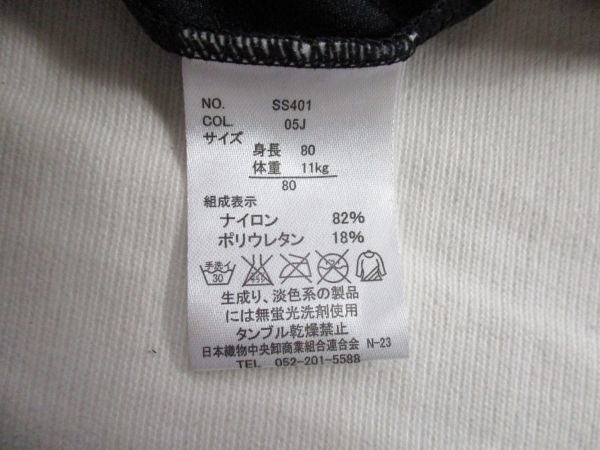 NO. SS401
COL. 05J
サイズ
身長 80
体重 11kg
80
組成表示
ナイロン 82%
ポリウレタン 18%
手洗イ
30
生成り、淡色系の製品
には無蛍光洗剤使用
タンブル乾燥禁止
日本織物中央卸商業組合連合会 N-23
TEL 052-201-5588